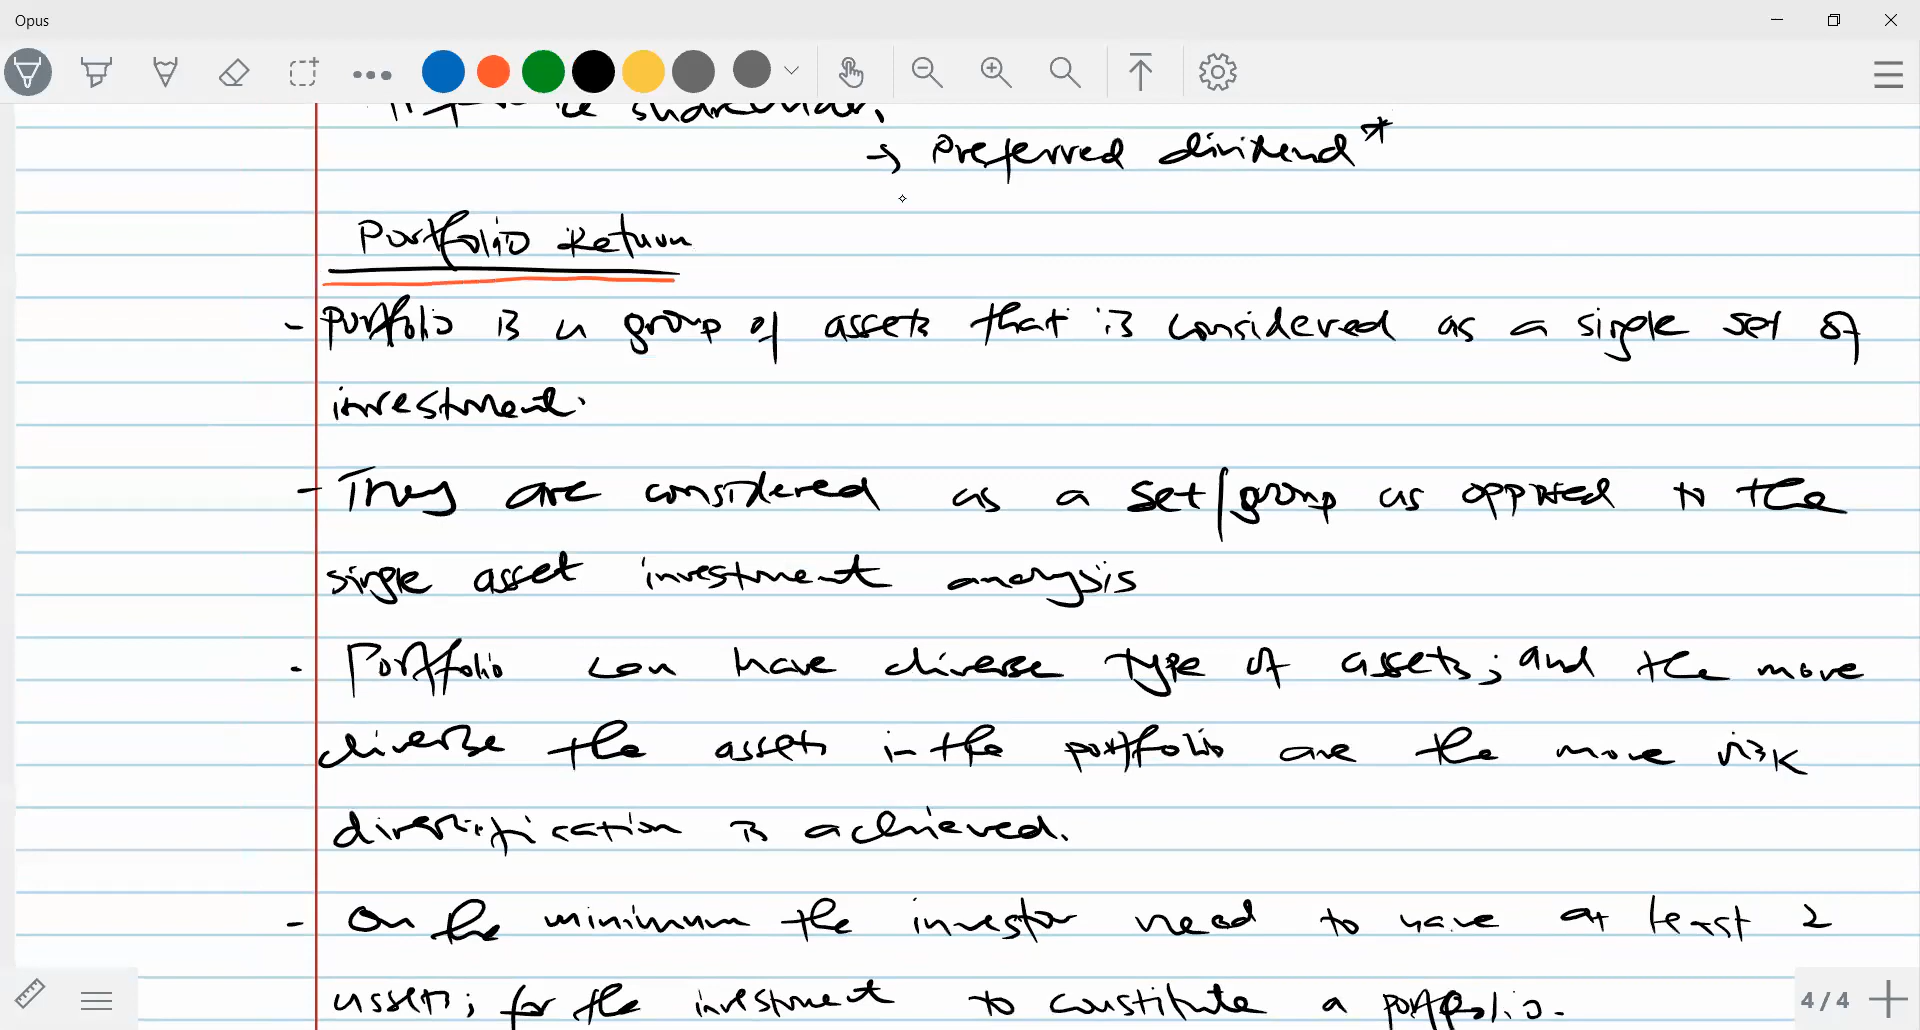 Opus
shareholder,
→ Preferred dividend*
Portfolio Return
- Portfolio is a group of assets that is considered as a single set of
investment.
- They are considered as a set/group as opposed to the
single asset investment analysis
- Portfolio can have diverse type of assets; and the more
diverse the assets in the portfolio are the more risk
diversification is achieved.
- On the minimum the investor need to have at least 2
assets; for the investment to constitute a portfolio.
4 / 4